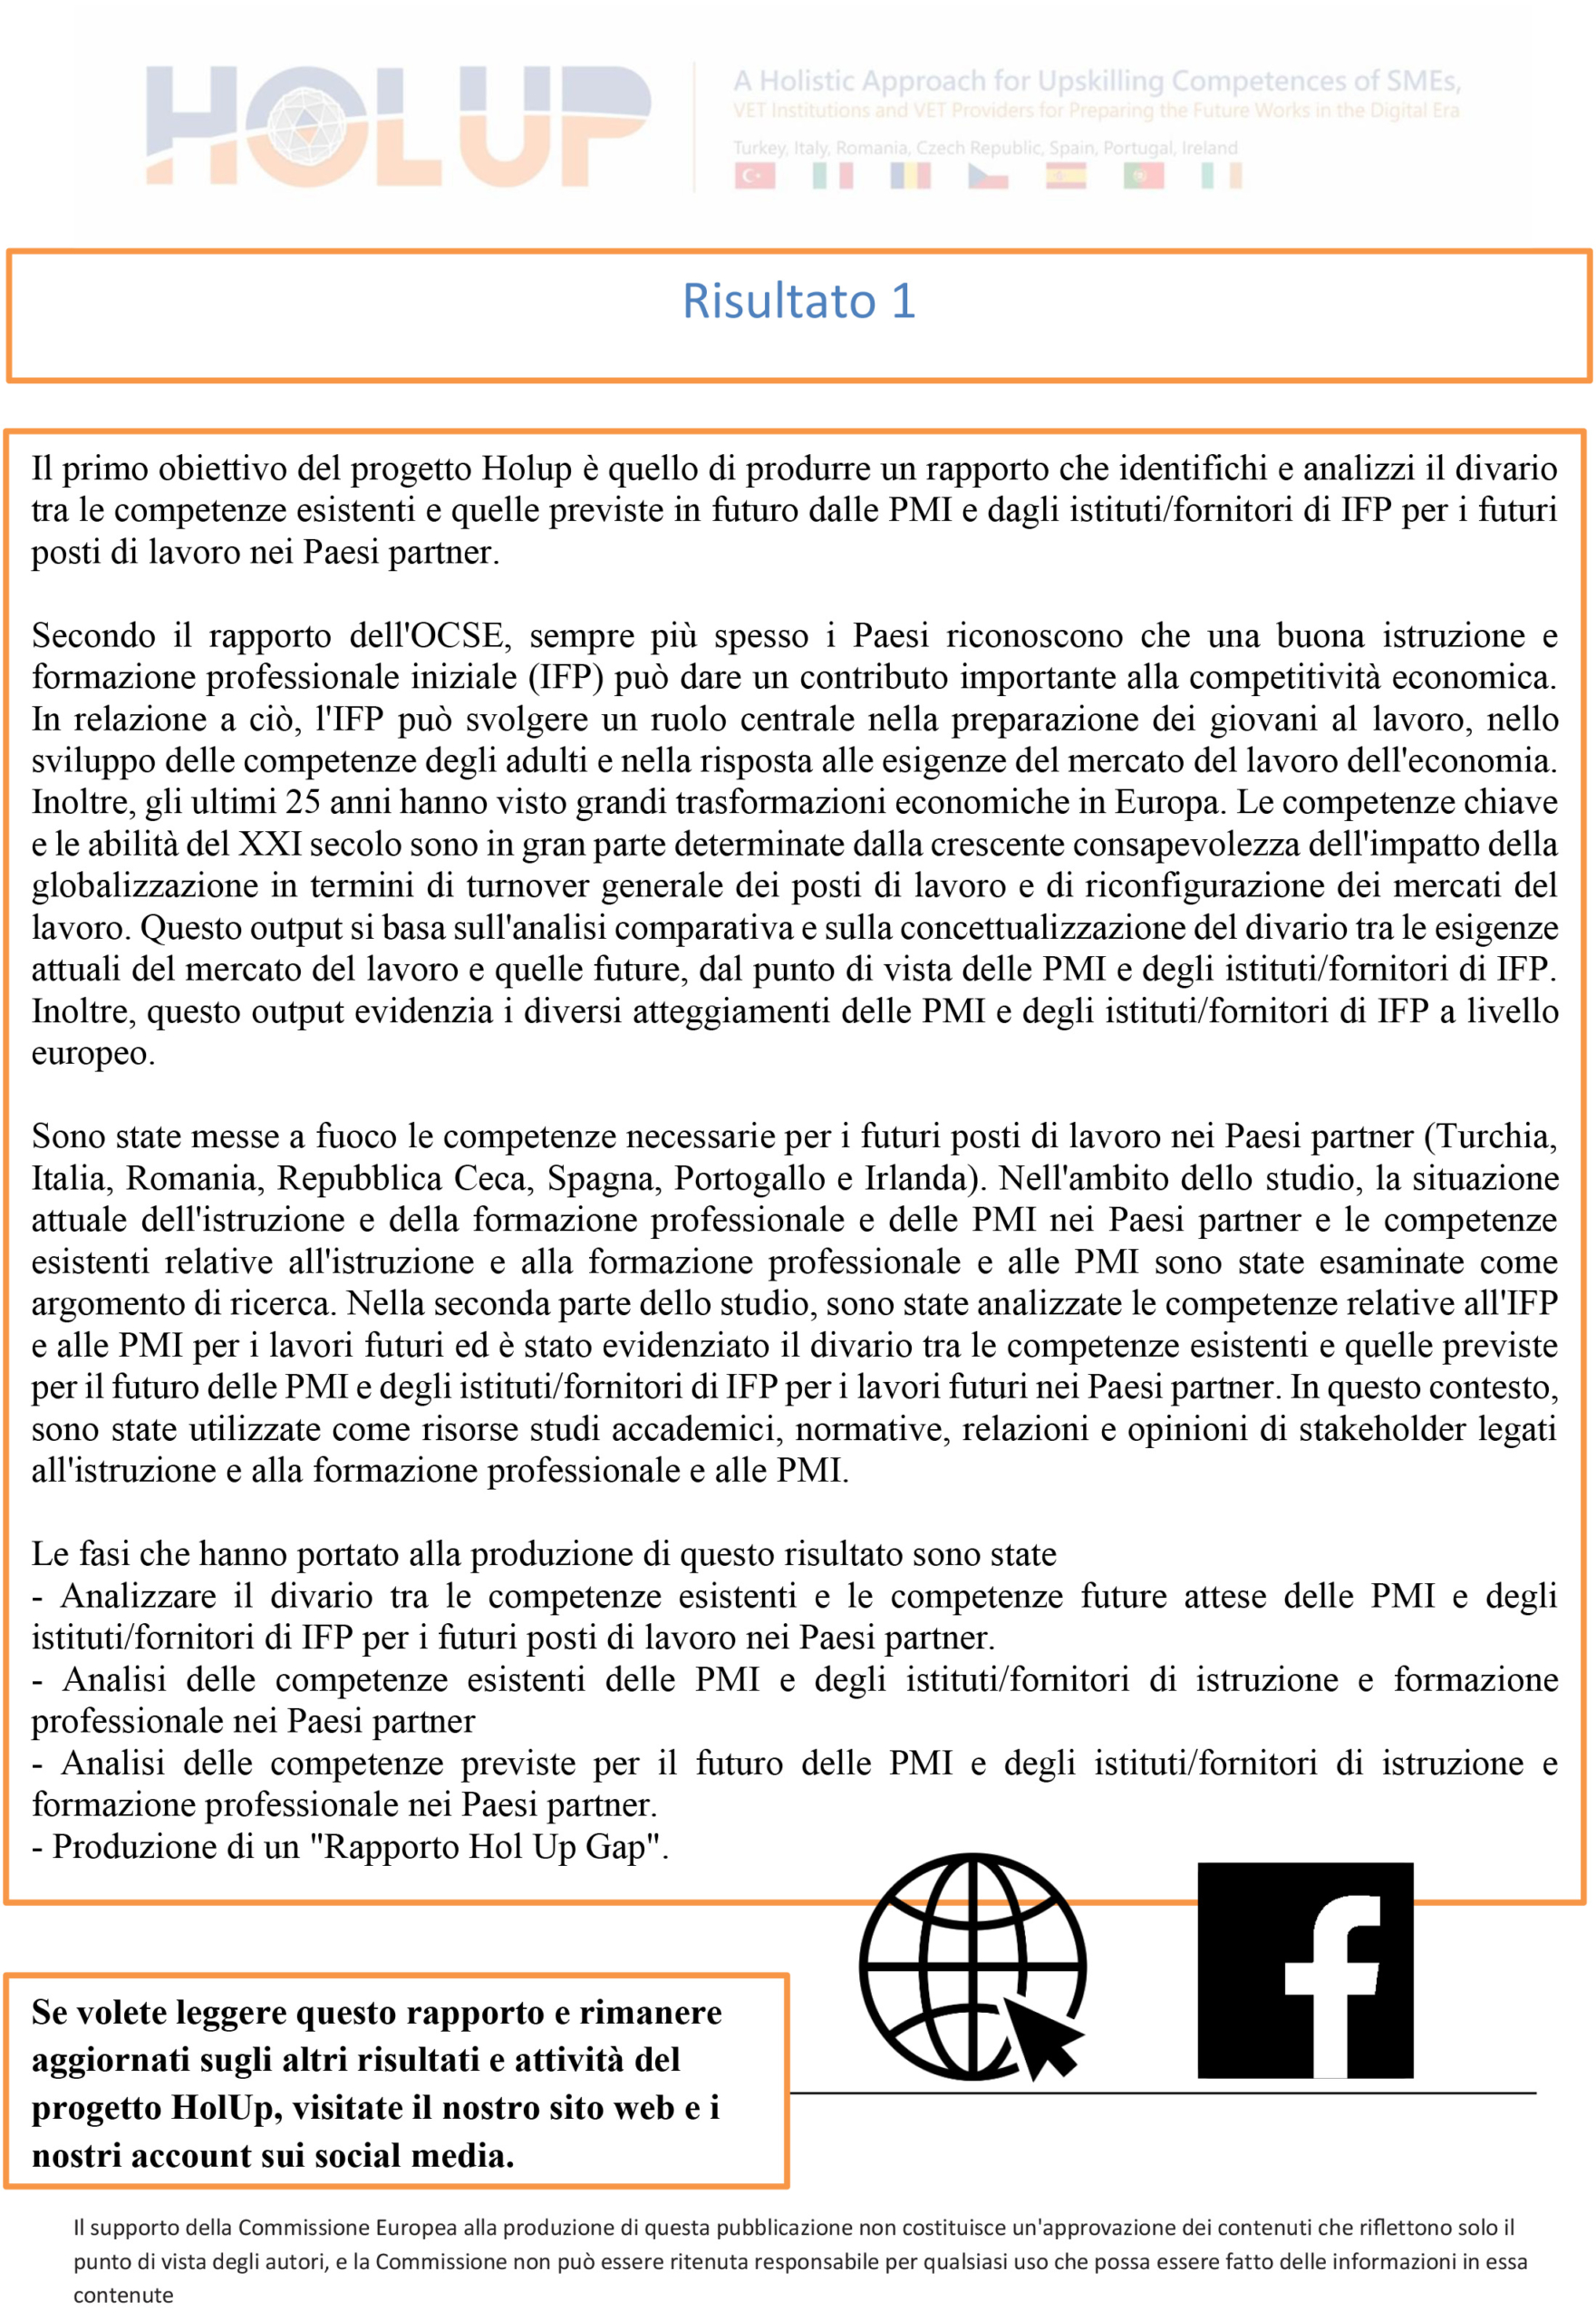 HOLUP
A Holistic Approach for Upskilling Competences of SMEs,
VET Institutions and VET Providers for Preparing the Future Works in the Digital Era
Turkey, Italy, Romania, Czech Republic, Spain, Portugal, Ireland
Risultato 1
Il primo obiettivo del progetto Holup è quello di produrre un rapporto che identifichi e analizzi il divario
tra le competenze esistenti e quelle previste in futuro dalle PMI e dagli istituti/fornitori di IFP per i futuri
posti di lavoro nei Paesi partner.
Secondo il rapporto dell'OCSE, sempre più spesso i Paesi riconoscono che una buona istruzione e
formazione professionale iniziale (IFP) può dare un contributo importante alla competitività economica.
In relazione a ciò, l'IFP può svolgere un ruolo centrale nella preparazione dei giovani al lavoro, nello
sviluppo delle competenze degli adulti e nella risposta alle esigenze del mercato del lavoro dell'economia.
Inoltre, gli ultimi 25 anni hanno visto grandi trasformazioni economiche in Europa. Le competenze chiave
e le abilità del XXI secolo sono in gran parte determinate dalla crescente consapevolezza dell'impatto della
globalizzazione in termini di turnover generale dei posti di lavoro e di riconfigurazione dei mercati del
lavoro. Questo output si basa sull'analisi comparativa e sulla concettualizzazione del divario tra le esigenze
attuali del mercato del lavoro e quelle future, dal punto di vista delle PMI e degli istituti/fornitori di IFP.
Inoltre, questo output evidenzia i diversi atteggiamenti delle PMI e degli istituti/fornitori di IFP a livello
europeo.
Sono state messe a fuoco le competenze necessarie per i futuri posti di lavoro nei Paesi partner (Turchia,
Italia, Romania, Repubblica Ceca, Spagna, Portogallo e Irlanda). Nell'ambito dello studio, la situazione
attuale dell'istruzione e della formazione professionale e delle PMI nei Paesi partner e le competenze
esistenti relative all'istruzione e alla formazione professionale e alle PMI sono state esaminate come
argomento di ricerca. Nella seconda parte dello studio, sono state analizzate le competenze relative all'IFP
e alle PMI per i lavori futuri ed è stato evidenziato il divario tra le competenze esistenti e quelle previste
per il futuro delle PMI e degli istituti/fornitori di IFP per i lavori futuri nei Paesi partner. In questo contesto,
sono state utilizzate come risorse studi accademici, normative, relazioni e opinioni di stakeholder legati
all'istruzione e alla formazione professionale e alle PMI.
Le fasi che hanno portato alla produzione di questo risultato sono state
- Analizzare il divario tra le competenze esistenti e le competenze future attese delle PMI e degli
istituti/fornitori di IFP per i futuri posti di lavoro nei Paesi partner.
- Analisi delle competenze esistenti delle PMI e degli istituti/fornitori di istruzione e formazione
professionale nei Paesi partner
- Analisi delle competenze previste per il futuro delle PMI e degli istituti/fornitori di istruzione e
formazione professionale nei Paesi partner.
- Produzione di un "Rapporto Hol Up Gap".
Se volete leggere questo rapporto e rimanere
aggiornati sugli altri risultati e attività del
progetto HolUp, visitate il nostro sito web e i
nostri account sui social media.
Il supporto della Commissione Europea alla produzione di questa pubblicazione non costituisce un'approvazione dei contenuti che riflettono solo il
punto di vista degli autori, e la Commissione non può essere ritenuta responsabile per qualsiasi uso che possa essere fatto delle informazioni in essa
contenute